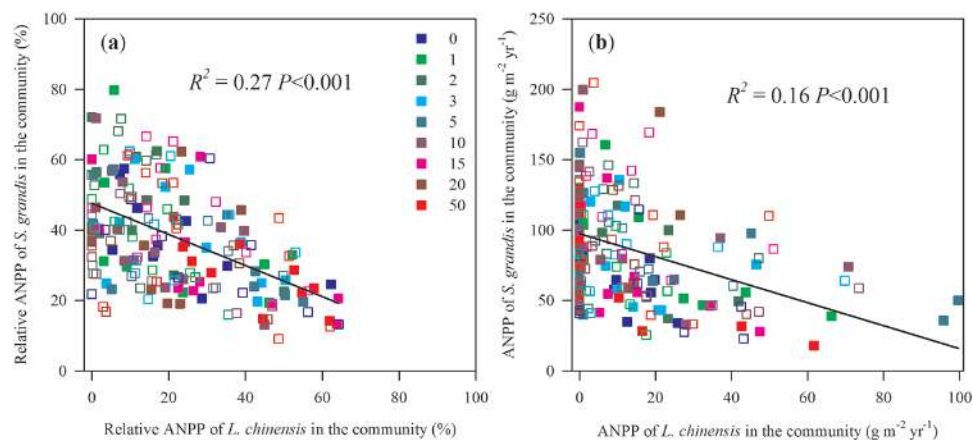 100
80
60
40
20
0
Relative ANPP of S. grandis in the community (%)
(a)
R² = 0.27 P<0.001
0
1
2
3
5
10
15
20
50
0 20 40 60 80 100
Relative ANPP of L. chinensis in the community (%)
250
200
150
100
50
0
ANPP of S. grandis in the community (g m⁻² yr⁻¹)
(b)
R² = 0.16 P<0.001
0 20 40 60 80 100
ANPP of L. chinensis in the community (g m⁻² yr⁻¹)